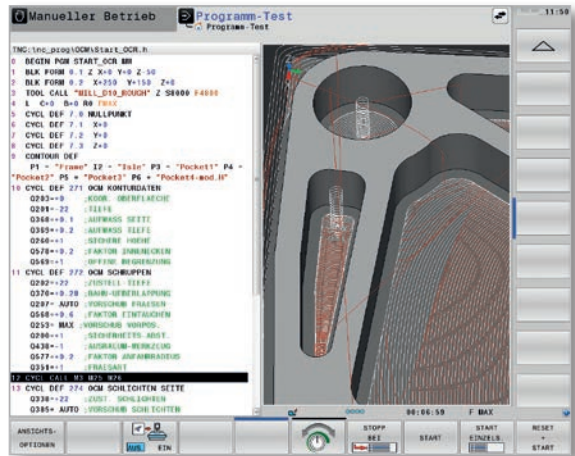 Manueller Betrieb
Programm-Test
Programm-Test
11:50
TNC:\nc_prog\OCM\Start_OCR.h
0 BEGIN PGM START_OCR MM
1 BLK FORM 0.1 Z X+0 Y+0 Z-50
2 BLK FORM 0.2 X+250 Y+150 Z+0
3 TOOL CALL "MILL_D10_ROUGH" Z S8000 F4000
4 L C+0 B+0 R0 FMAX
5 CYCL DEF 7.0 NULLPUNKT
6 CYCL DEF 7.1 X+0
7 CYCL DEF 7.2 Y+0
8 CYCL DEF 7.3 Z+0
9 CONTOUR DEF
P1 = "Frame" I2 = "Isle" P3 = "Pocket1" P4 =
"Pocket2" P5 = "Pocket3" P6 = "Pocket4-mod.H"
10 CYCL DEF 271 OCM KONTURDATEN
Q203=+0 ;KOOR. OBERFLAECHE
Q201=-22 ;TIEFE
Q368=+0.1 ;AUFMASS SEITE
Q369=+0.2 ;AUFMASS TIEFE
Q260=+1 ;SICHERE HOEHE
Q578=+0.2 ;FAKTOR INNENECKEN
Q569=+1 ;OFFENE BEGRENZUNG
11 CYCL DEF 272 OCM SCHRUPPEN
Q202=+22 ;ZUSTELL-TIEFE
Q370=+0.20 ;BAHN-UEBERLAPPUNG
Q207= AUTO ;VORSCHUB FRAESEN
Q568=+0.6 ;FAKTOR EINTAUCHEN
Q253= MAX ;VORSCHUB VORPOS.
Q200=+1 ;SICHERHEITS-ABST.
Q438=-1 ;AUSRAEUM-WERKZEUG
Q577=+0.2 ;FAKTOR ANFAHRRADIUS
Q351=+1 ;FRAESART
12 CYCL CALL M3 M25 M26
13 CYCL DEF 274 OCM SCHLICHTEN SEITE
Q338=+22 ;ZUST. SCHLICHTEN
Q385= AUTO ;VORSCHUB SCHLICHTEN
00:06:59 F MAX
ANSICHTS-
OPTIONEN
AUS EIN
STOPP
BEI
START
START
EINZELS.
RESET
+
START